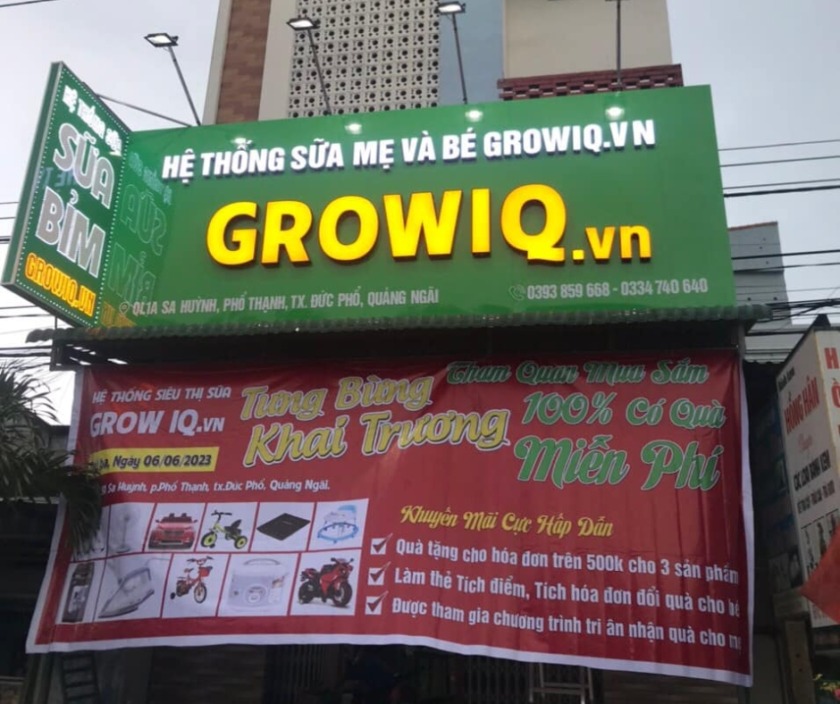 HỆ THỐNG SỮA
SỮA
BỈM
GROWIQ.VN
HỆ THỐNG SỮA MẸ VÀ BÉ GROWIQ.VN
GROWIQ.vn
QL1A SA HUỲNH, PHỔ THẠNH, TX. ĐỨC PHỔ, QUẢNG NGÃI
0393 859 668 - 0334 740 640
HỆ THỐNG SIÊU THỊ SỮA
GROW IQ.VN
Ngày 06/06/2023
Sa Huỳnh, p.Phổ Thạnh, tx.Đức Phổ, Quảng Ngãi.
Tưng Bừng
Khai Trương
Tham Quan Mua Sắm
100% Có Quà
Miễn Phí
Khuyến Mãi Cực Hấp Dẫn
Quà tặng cho hóa đơn trên 500k cho 3 sản phẩm
Làm thẻ Tích điểm, Tích hóa đơn đổi quà cho bé
Được tham gia chương trình tri ân nhận quà cho
HỒNG HÂN